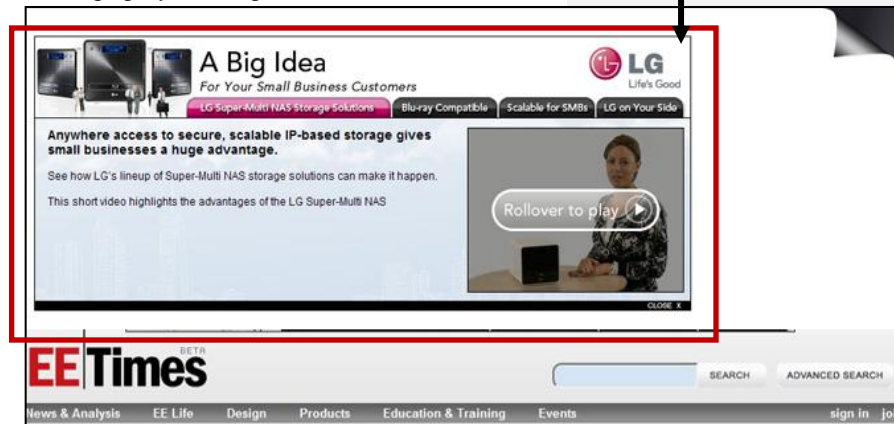 A Big Idea
For Your Small Business Customers
LG
Life's Good
LG Super-Multi NAS Storage Solutions
Blu-ray Compatible
Scalable for SMBs
LG on Your Side
Anywhere access to secure, scalable IP-based storage gives
small businesses a huge advantage.
See how LG's lineup of Super-Multi NAS storage solutions can make it happen.
This short video highlights the advantages of the LG Super-Multi NAS
Rollover to play
CLOSE X
EETimes
BETA
SEARCH
ADVANCED SEARCH
News & Analysis
EE Life
Design
Products
Education & Training
Events
sign in